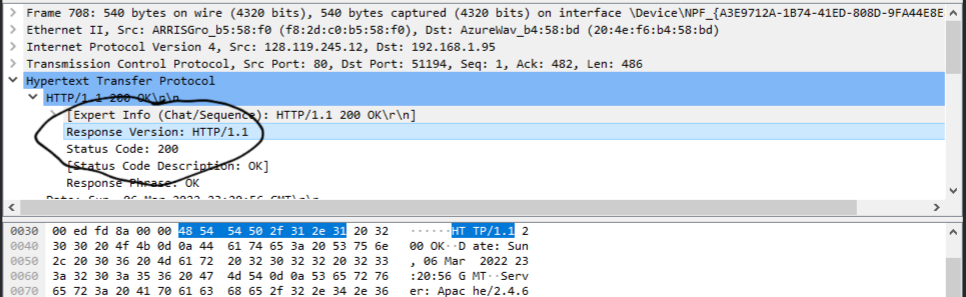 Frame 708: 540 bytes on wire (4320 bits), 540 bytes captured (4320 bits) on interface \Device\NPF_{A3E9712A-1B74-41ED-808D-9FA44E8E
Ethernet II, Src: ARRISGro_b5:58:f0 (f8:2d:c0:b5:58:f0), Dst: AzureWav_b4:58:bd (20:4e:f6:b4:58:bd)
Internet Protocol Version 4, Src: 128.119.245.12, Dst: 192.168.1.95
Transmission Control Protocol, Src Port: 80, Dst Port: 51194, Seq: 1, Ack: 482, Len: 486
Hypertext Transfer Protocol
HTTP/1.1 200 OK\r\n
[Expert Info (Chat/Sequence): HTTP/1.1 200 OK\r\n]
Response Version: HTTP/1.1
Status Code: 200
[Status Code Description: OK]
Response Phrase: OK
Date: Sun, 06 Mar 2022 23:20:56 GMT\r\n
0030 00 ed fd 8a 00 00 48 54 54 50 2f 31 2e 31 20 32 ······HT TP/1.1 2
0040 30 30 20 4f 4b 0d 0a 44 61 74 65 3a 20 53 75 6e 00 OK··D ate: Sun
0050 2c 20 30 36 20 4d 61 72 20 32 30 32 32 20 32 33 , 06 Mar 2022 23
0060 3a 32 30 3a 35 36 20 47 4d 54 0d 0a 53 65 72 76 :20:56 G MT··Serv
0070 65 72 3a 20 41 70 61 63 68 65 2f 32 2e 34 2e 36 er: Apac he/2.4.6